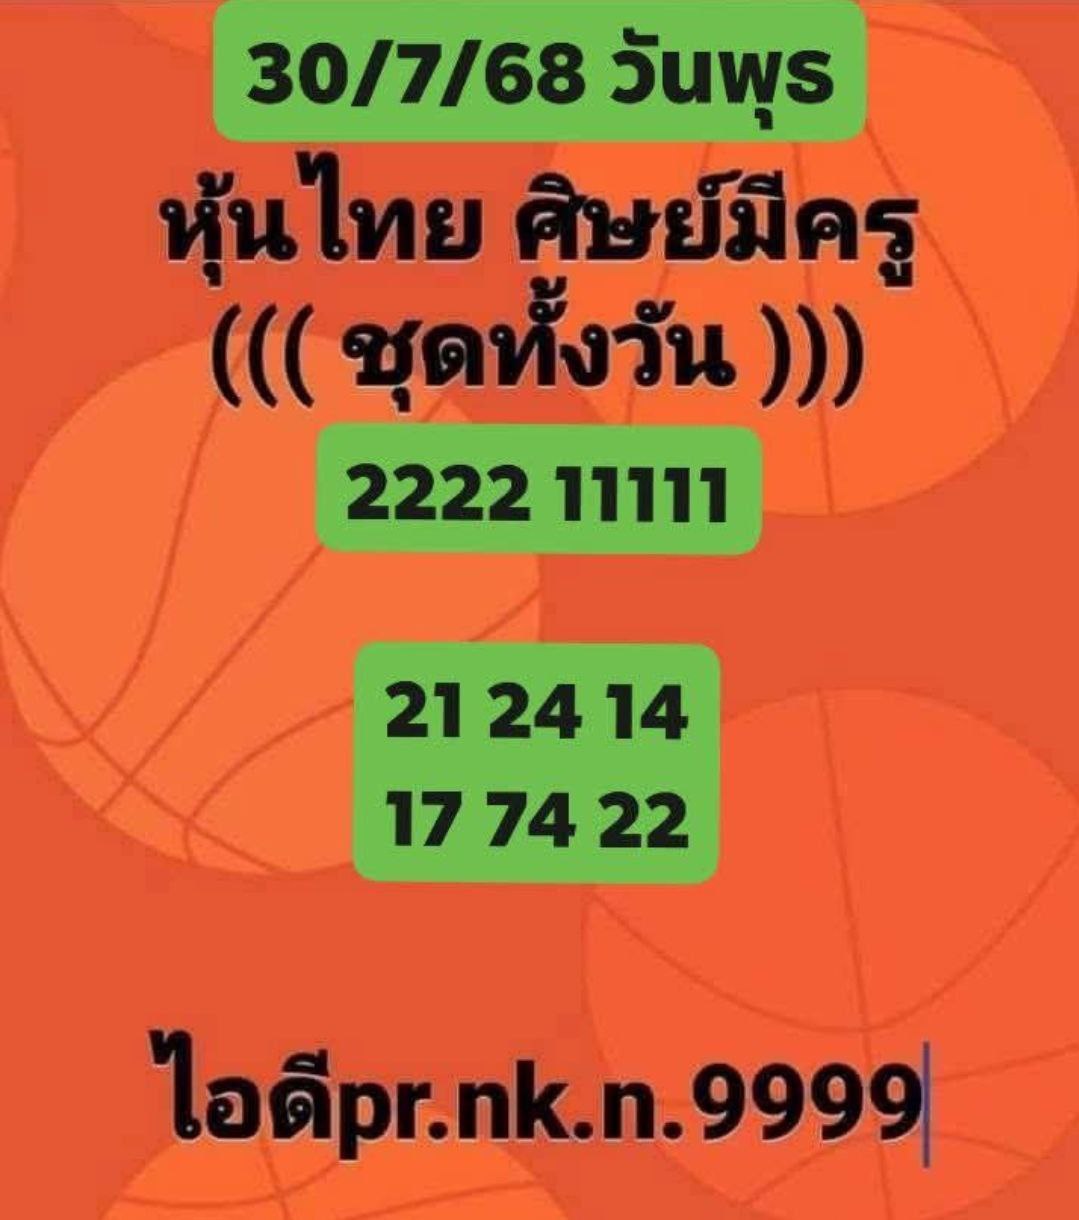 30/7/68 วันพุธ
หุ้นไทย ศิษย์มีครู
((( ชุดทั้งวัน )))
2222 11111
21 24 14
17 74 22
ไอดีpr.nk.n.9999